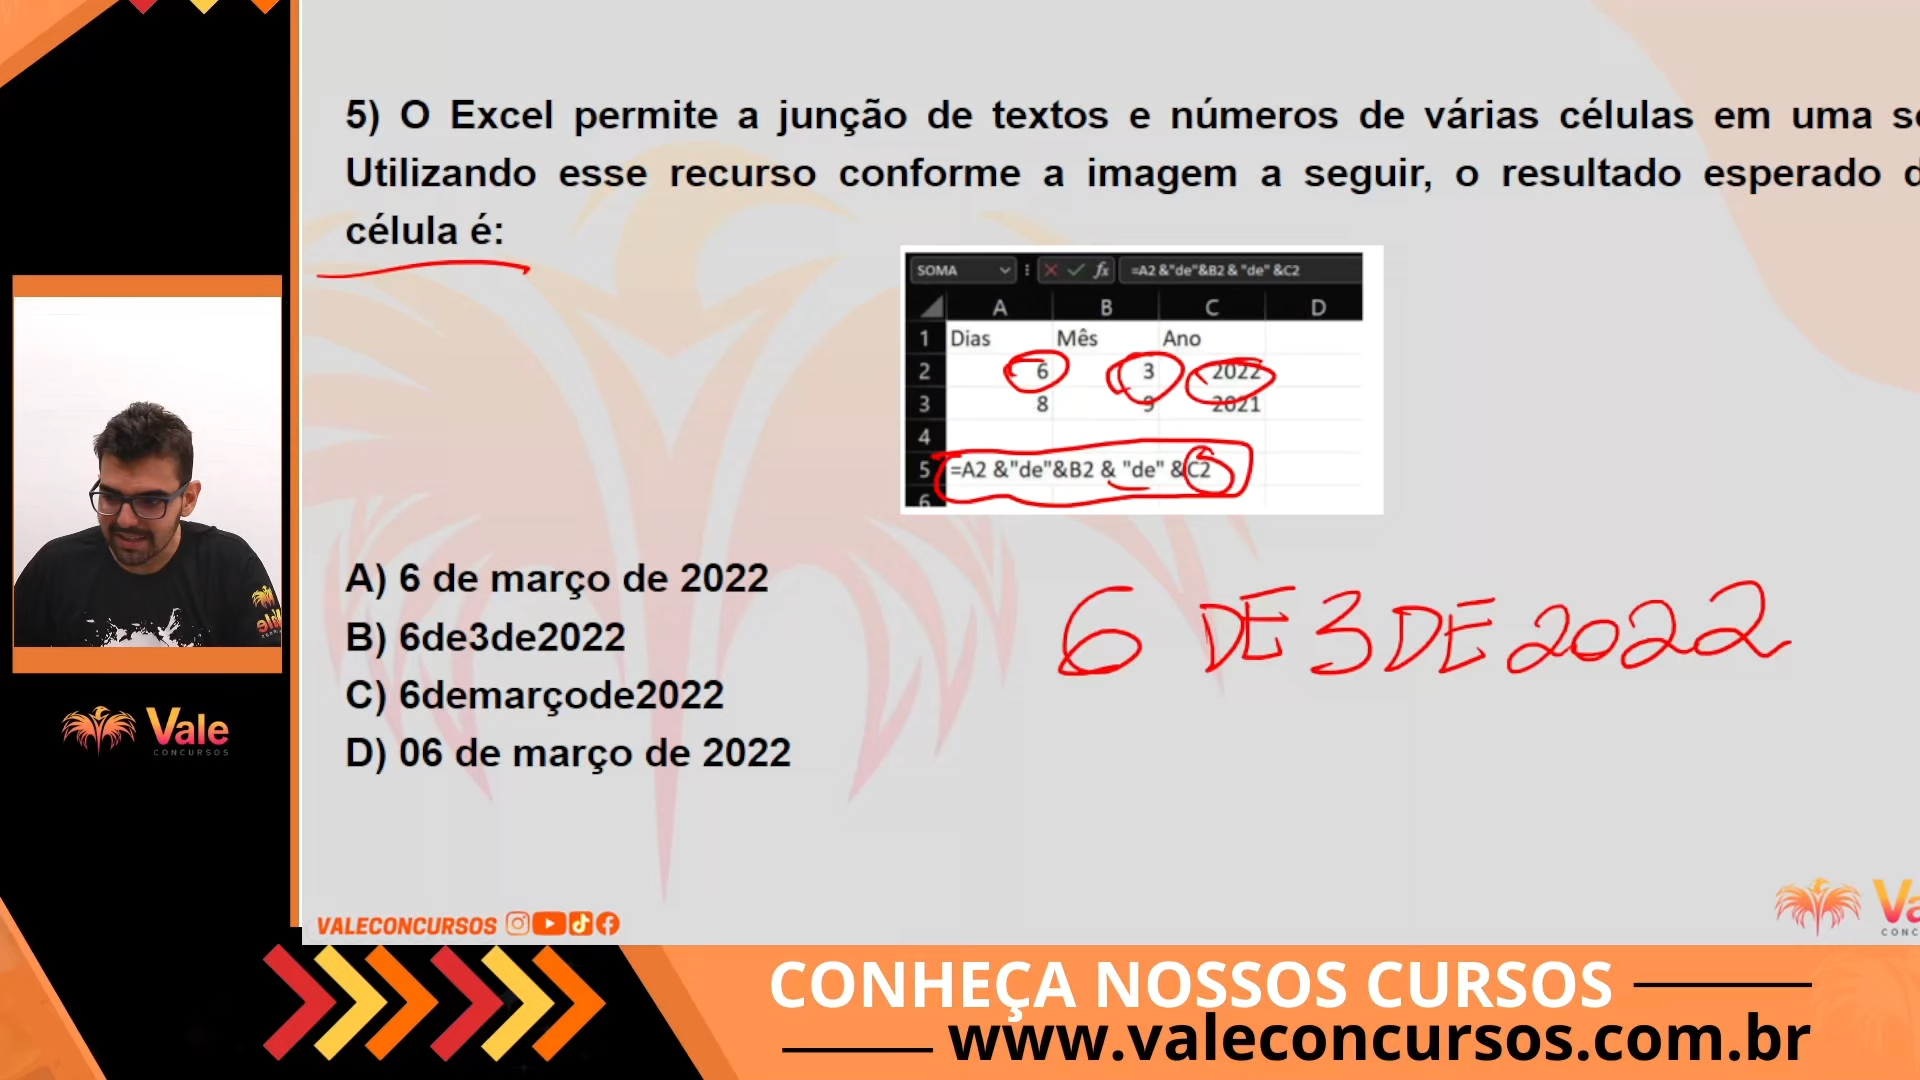 5) O Excel permite a junção de textos e números de várias células em uma
Utilizando esse recurso conforme a imagem a seguir, o resultado esperado
célula é:
SOMA =A2 &"de"&B2 & "de" &C2
A B C D
1 Dias Mês Ano
2 6 3 2022
3 8 9 2021
4
5 =A2 &"de"&B2 & "de" &C2
6
A) 6 de março de 2022
B) 6de3de2022
C) 6demarçode2022
D) 06 de março de 2022
6 DE 3 DE 2022
Vale
CONCURSOS
VALECONCURSOS
CONHEÇA NOSSOS CURSOS
www.valeconcursos.com.br